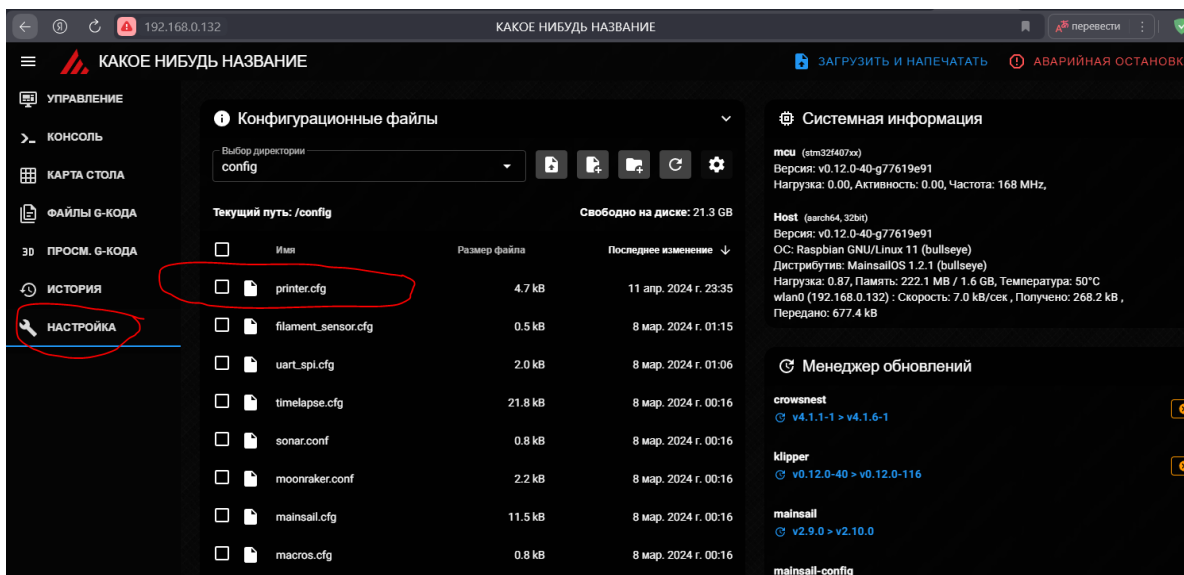 192.168.0.132
КАКОЕ НИБУДЬ НАЗВАНИЕ
перевести
КАКОЕ НИБУДЬ НАЗВАНИЕ
ЗАГРУЗИТЬ И НАПЕЧАТАТЬ
АВАРИЙНАЯ ОСТАНОВК
УПРАВЛЕНИЕ
КОНСОЛЬ
КАРТА СТОЛА
ФАЙЛЫ G-КОДА
3D ПРОСМ. G-КОДА
ИСТОРИЯ
НАСТРОЙКА
Конфигурационные файлы
Выбор директории
config
Текущий путь: /config Свободно на диске: 21.3 GB
Имя Размер файла Последнее изменение
printer.cfg 4.7 kB 11 апр. 2024 г. 23:35
filament_sensor.cfg 0.5 kB 8 мар. 2024 г. 01:15
uart_spi.cfg 2.0 kB 8 мар. 2024 г. 01:06
timelapse.cfg 21.8 kB 8 мар. 2024 г. 00:16
sonar.conf 0.8 kB 8 мар. 2024 г. 00:16
moonraker.conf 2.2 kB 8 мар. 2024 г. 00:16
mainsail.cfg 11.5 kB 8 мар. 2024 г. 00:16
macros.cfg 0.8 kB 8 мар. 2024 г. 00:16
Системная информация
mcu (stm32f407xx)
Версия: v0.12.0-40-g77619e91
Нагрузка: 0.00, Активность: 0.00, Частота: 168 MHz,
Host (aarch64, 32bit)
Версия: v0.12.0-40-g77619e91
ОС: Raspbian GNU/Linux 11 (bullseye)
Дистрибутив: MainsailOS 1.2.1 (bullseye)
Нагрузка: 0.87, Память: 222.1 MB / 1.6 GB, Температура: 50°C
wlan0 (192.168.0.132) : Скорость: 7.0 kB/сек , Получено: 268.2 kB ,
Передано: 677.4 kB
Менеджер обновлений
crowsnest
v4.1.1-1 > v4.1.6-1
klipper
v0.12.0-40 > v0.12.0-116
mainsail
v2.9.0 > v2.10.0
mainsail-config